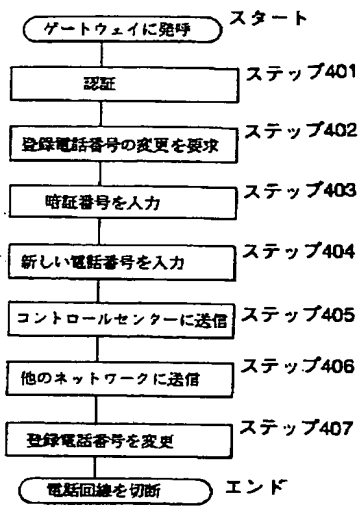 ゲートウェイに発呼 スタート
認証 ステップ401
登録電話番号の変更を要求 ステップ402
暗証番号を入力 ステップ403
新しい電話番号を入力 ステップ404
コントロールセンターに送信 ステップ405
他のネットワークに送信 ステップ406
登録電話番号を変更 ステップ407
電話回線を切断 エンド